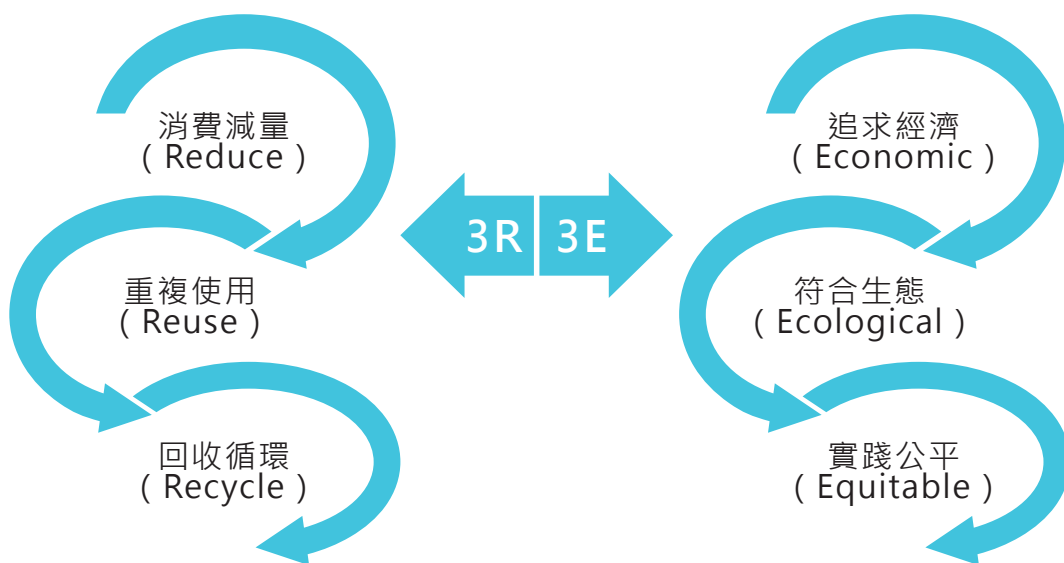 消費減量
( Reduce )
重複使用
( Reuse )
回收循環
( Recycle )
3R 3E
追求經濟
( Economic )
符合生態
( Ecological )
實踐公平
( Equitable )